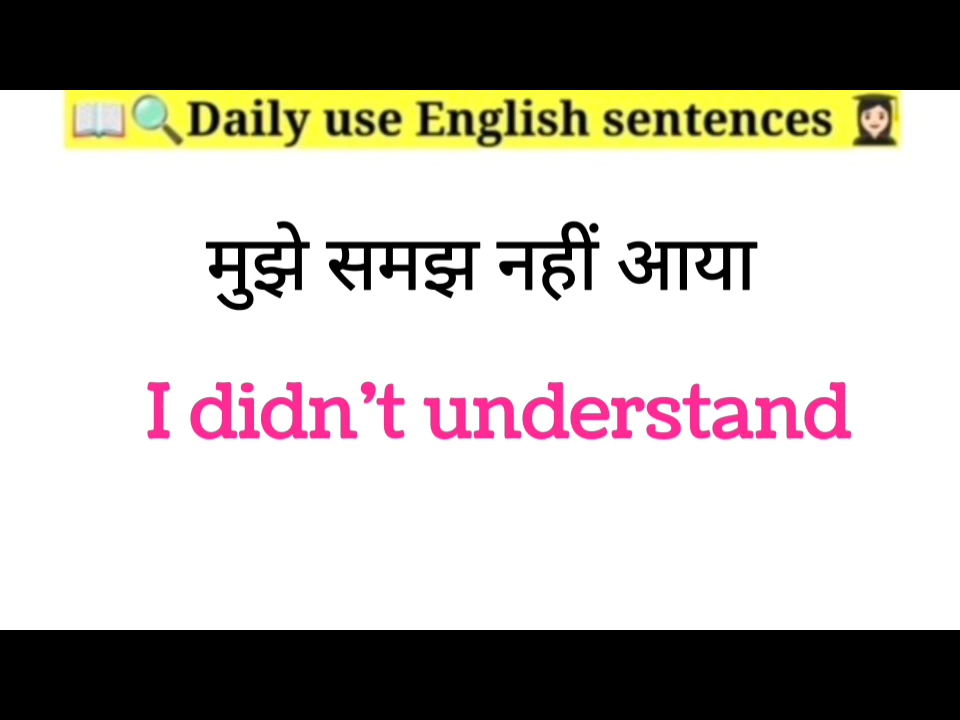 📖🔍Daily use English sentences 👩🏻‍🎓
मुझे समझ नहीं आया
I didn’t understand